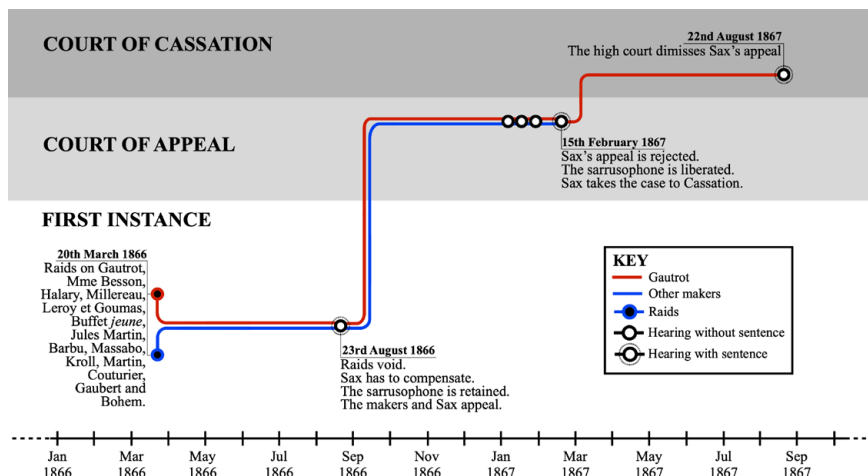 COURT OF CASSATION
22nd August 1867
The high court dimisses Sax's appeal
COURT OF APPEAL
15th February 1867
Sax's appeal is rejected.
The sarrusophone is liberated.
Sax takes the case to Cassation.
FIRST INSTANCE
20th March 1866
Raids on Gautrot,
Mme Besson,
Halary, Millereau,
Leroy et Goumas,
Buffet jeune,
Jules Martin,
Barbu, Massabo,
Kroll, Martin,
Couturier,
Gaubert and
Bohem.
23rd August 1866
Raids void.
Sax has to compensate.
The sarrusophone is retained.
The makers and Sax appeal.
KEY
Gautrot
Other makers
Raids
Hearing without sentence
Hearing with sentence
Jan Mar May Jul Sep Nov Jan Mar May Jul Sep
1866 1866 1866 1866 1866 1866 1867 1867 1867 1867 1867